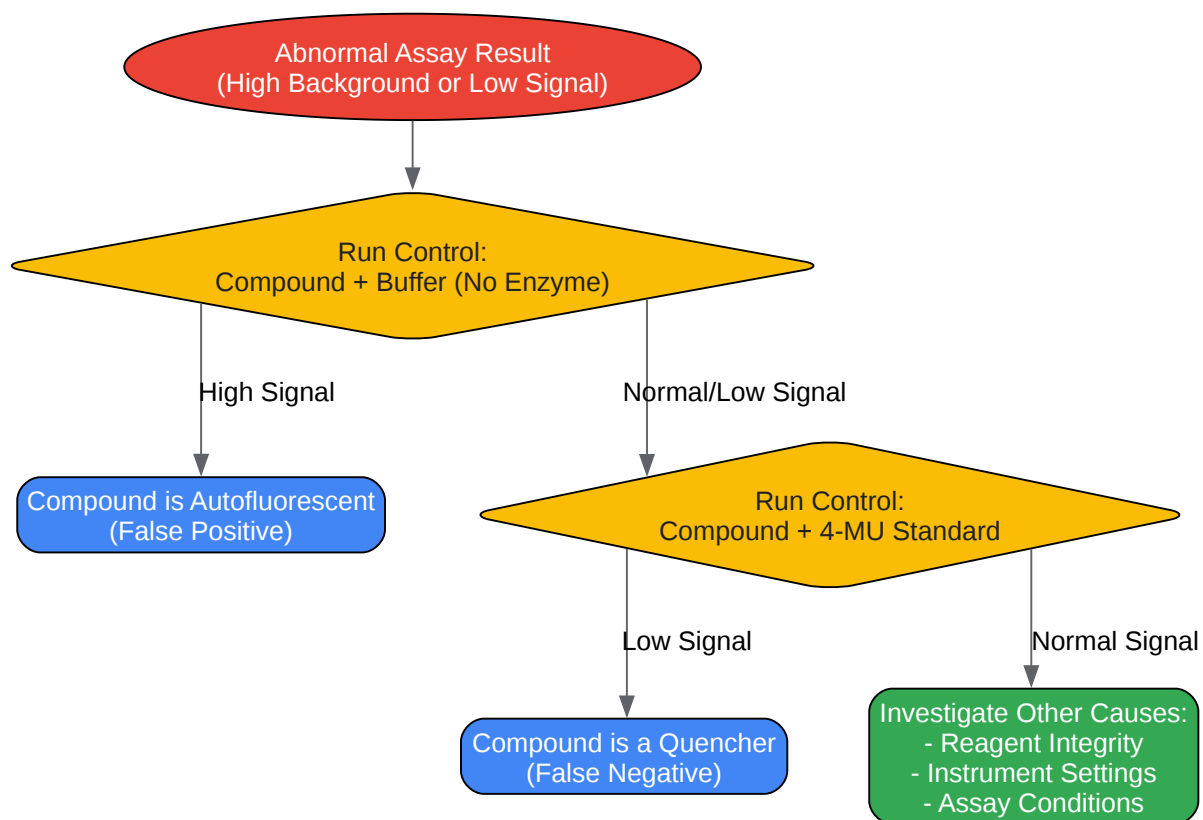 Abnormal Assay Result
(High Background or Low Signal)
Run Control:
Compound + Buffer (No Enzyme)
High Signal
Normal/Low Signal
Compound is Autofluorescent
(False Positive)
Run Control:
Compound + 4-MU Standard
Low Signal
Normal Signal
Compound is a Quencher
(False Negative)
Investigate Other Causes:
- Reagent Integrity
- Instrument Settings
- Assay Conditions